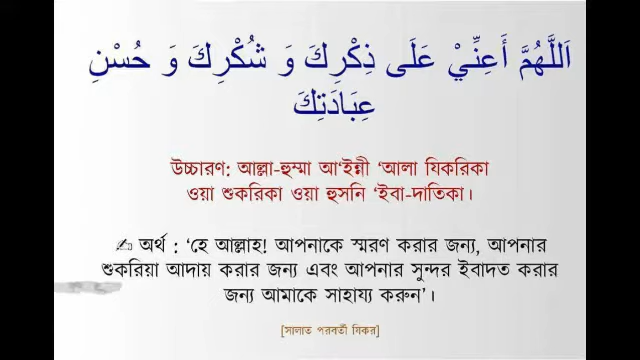 اَللَّهُمَّ أَعِنِّيْ عَلَى ذِكْرِكَ وَ شُكْرِكَ وَ حُسْنِ
عِبَادَتِكَ
উচ্চারণ: আল্লা-হুম্মা আ‘ইন্নী ‘আলা যিকরিকা
ওয়া শুকরিকা ওয়া হুসনি ‘ইবা-দাতিকা।
✍ অর্থ : ‘হে আল্লাহ! আপনাকে স্মরণ করার জন্য, আপনার
শুকরিয়া আদায় করার জন্য এবং আপনার সুন্দর ইবাদত করার
জন্য আমাকে সাহায্য করুন’।
[সালাত পরবর্তী যিকর]